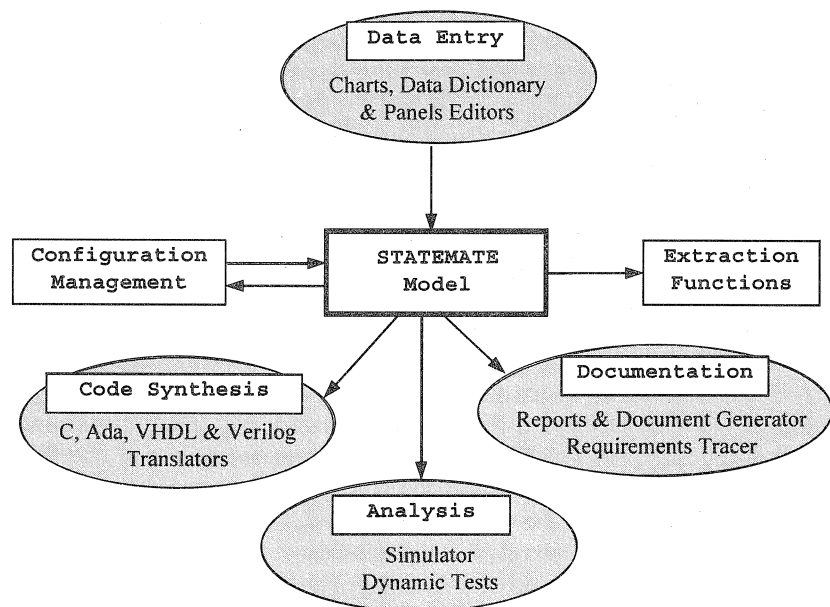 Data Entry
Charts, Data Dictionary
& Panels Editors
Configuration
Management
STATEMATE
Model
Extraction
Functions
Code Synthesis
C, Ada, VHDL & Verilog
Translators
Documentation
Reports & Document Generator
Requirements Tracer
Analysis
Simulator
Dynamic Tests